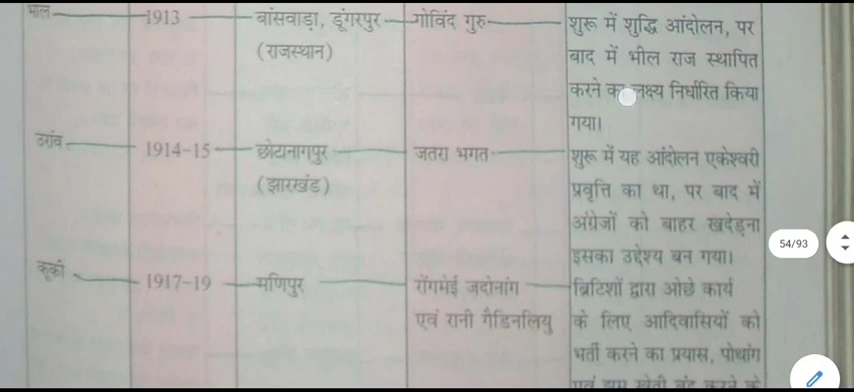 भील 1913 बांसवाड़ा, डूंगरपुर गोविंद गुरु शुरू में शुद्धि आंदोलन, पर
(राजस्थान) बाद में भील राज स्थापित
करने का लक्ष्य निर्धारित किया
गया।
उरांव 1914-15 छोटानागपुर जतरा भगत शुरू में यह आंदोलन एकेश्वरी
(झारखंड) प्रवृत्ति का था, पर बाद में
अंग्रेजों को बाहर खदेड़ना
इसका उद्देश्य बन गया।
54/93
कूकी 1917-19 मणिपुर रोंगमेई जदोनांग ब्रिटिशों द्वारा ओछे कार्य
एवं रानी गैडिनलियु के लिए आदिवासियों को
भर्ती करने का प्रयास, पोथांग
एवं झूम खेती बंद करने के